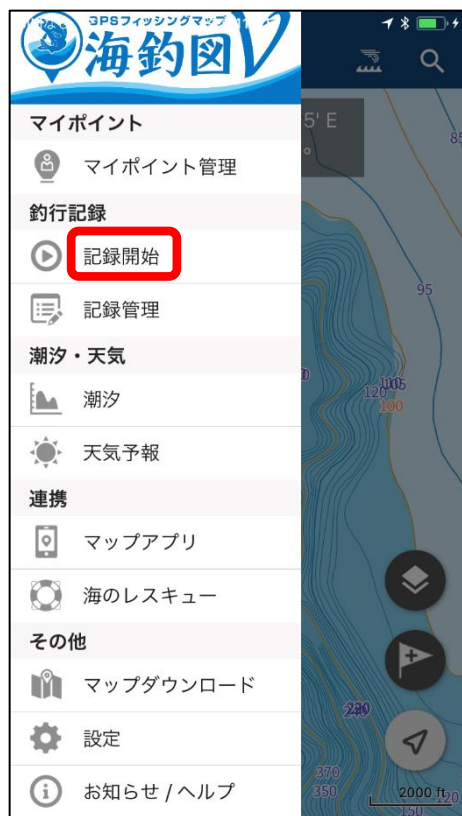 GPSフィッシングマップ
海釣図V
マイポイント
マイポイント管理
釣行記録
記録開始
記録管理
潮汐・天気
潮汐
天気予報
連携
マップアプリ
海のレスキュー
その他
マップダウンロード
設定
お知らせ / ヘルプ
5' E
85
95
120
105
100
370
350
2000 ft
120
150